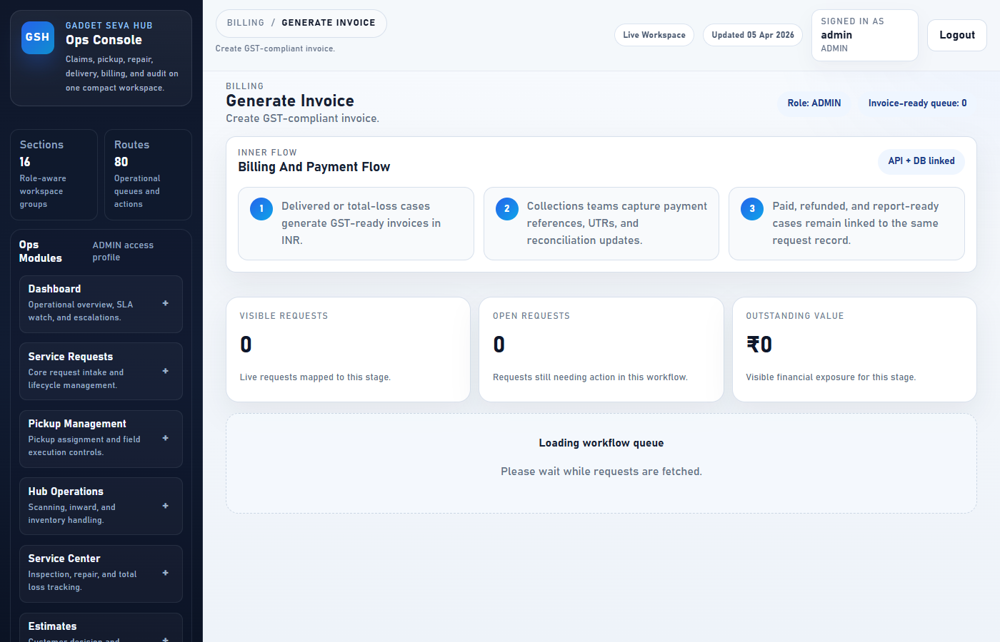 GSH
GADGET SEVA HUB
Ops Console
Claims, pickup, repair,
delivery, billing, and audit on
one compact workspace.
Sections
16
Role-aware
workspace
groups
Routes
80
Operational
queues and
actions
Ops
Modules
ADMIN access
profile
Dashboard
Operational overview, SLA
watch, and escalations.
+
Service Requests
Core request intake and
lifecycle management.
+
Pickup Management
Pickup assignment and field
execution controls.
+
Hub Operations
Scanning, inward, and
inventory handling.
+
Service Center
Inspection, repair, and total
loss tracking.
+
Estimates
Customer decision and
+
BILLING / GENERATE INVOICE
Create GST-compliant invoice.
Live Workspace
Updated 05 Apr 2026
SIGNED IN AS
admin
ADMIN
Logout
BILLING
Generate Invoice
Create GST-compliant invoice.
Role: ADMIN
Invoice-ready queue: 0
INNER FLOW
Billing And Payment Flow
API + DB linked
1
Delivered or total-loss cases
generate GST-ready invoices in
INR.
2
Collections teams capture payment
references, UTRs, and
reconciliation updates.
3
Paid, refunded, and report-ready
cases remain linked to the same
request record.
VISIBLE REQUESTS
0
Live requests mapped to this stage.
OPEN REQUESTS
0
Requests still needing action in this workflow.
OUTSTANDING VALUE
₹0
Visible financial exposure for this stage.
Loading workflow queue
Please wait while requests are fetched.